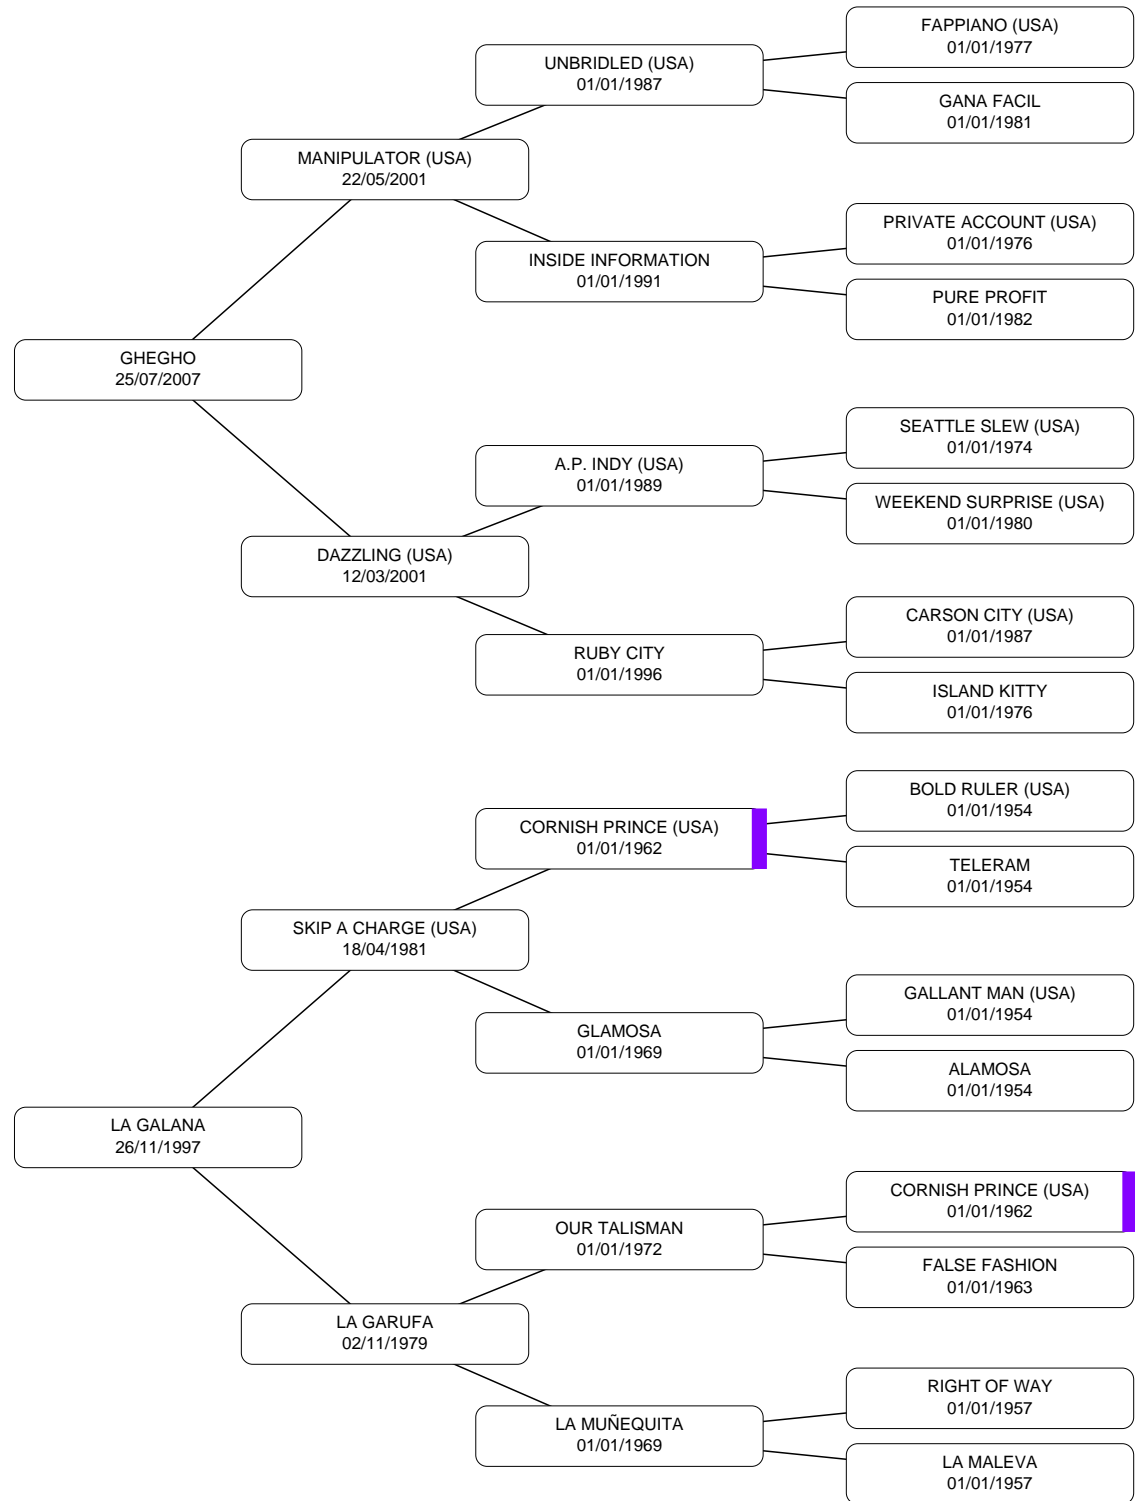 FAPPIANO (USA)
01/01/1977
UNBRIDLED (USA)
01/01/1987
GANA FACIL
01/01/1981
MANIPULATOR (USA)
22/05/2001
PRIVATE ACCOUNT (USA)
01/01/1976
INSIDE INFORMATION
01/01/1991
PURE PROFIT
01/01/1982
GHEGHO
25/07/2007
SEATTLE SLEW (USA)
01/01/1974
A.P. INDY (USA)
01/01/1989
WEEKEND SURPRISE (USA)
01/01/1980
DAZZLING (USA)
12/03/2001
CARSON CITY (USA)
01/01/1987
RUBY CITY
01/01/1996
ISLAND KITTY
01/01/1976
BOLD RULER (USA)
01/01/1954
CORNISH PRINCE (USA)
01/01/1962
TELERAM
01/01/1954
SKIP A CHARGE (USA)
18/04/1981
GALLANT MAN (USA)
01/01/1954
GLAMOSA
01/01/1969
ALAMOSA
01/01/1954
LA GALANA
26/11/1997
CORNISH PRINCE (USA)
01/01/1962
OUR TALISMAN
01/01/1972
FALSE FASHION
01/01/1963
LA GARUFA
02/11/1979
RIGHT OF WAY
01/01/1957
LA MUÑEQUITA
01/01/1969
LA MALEVA
01/01/1957